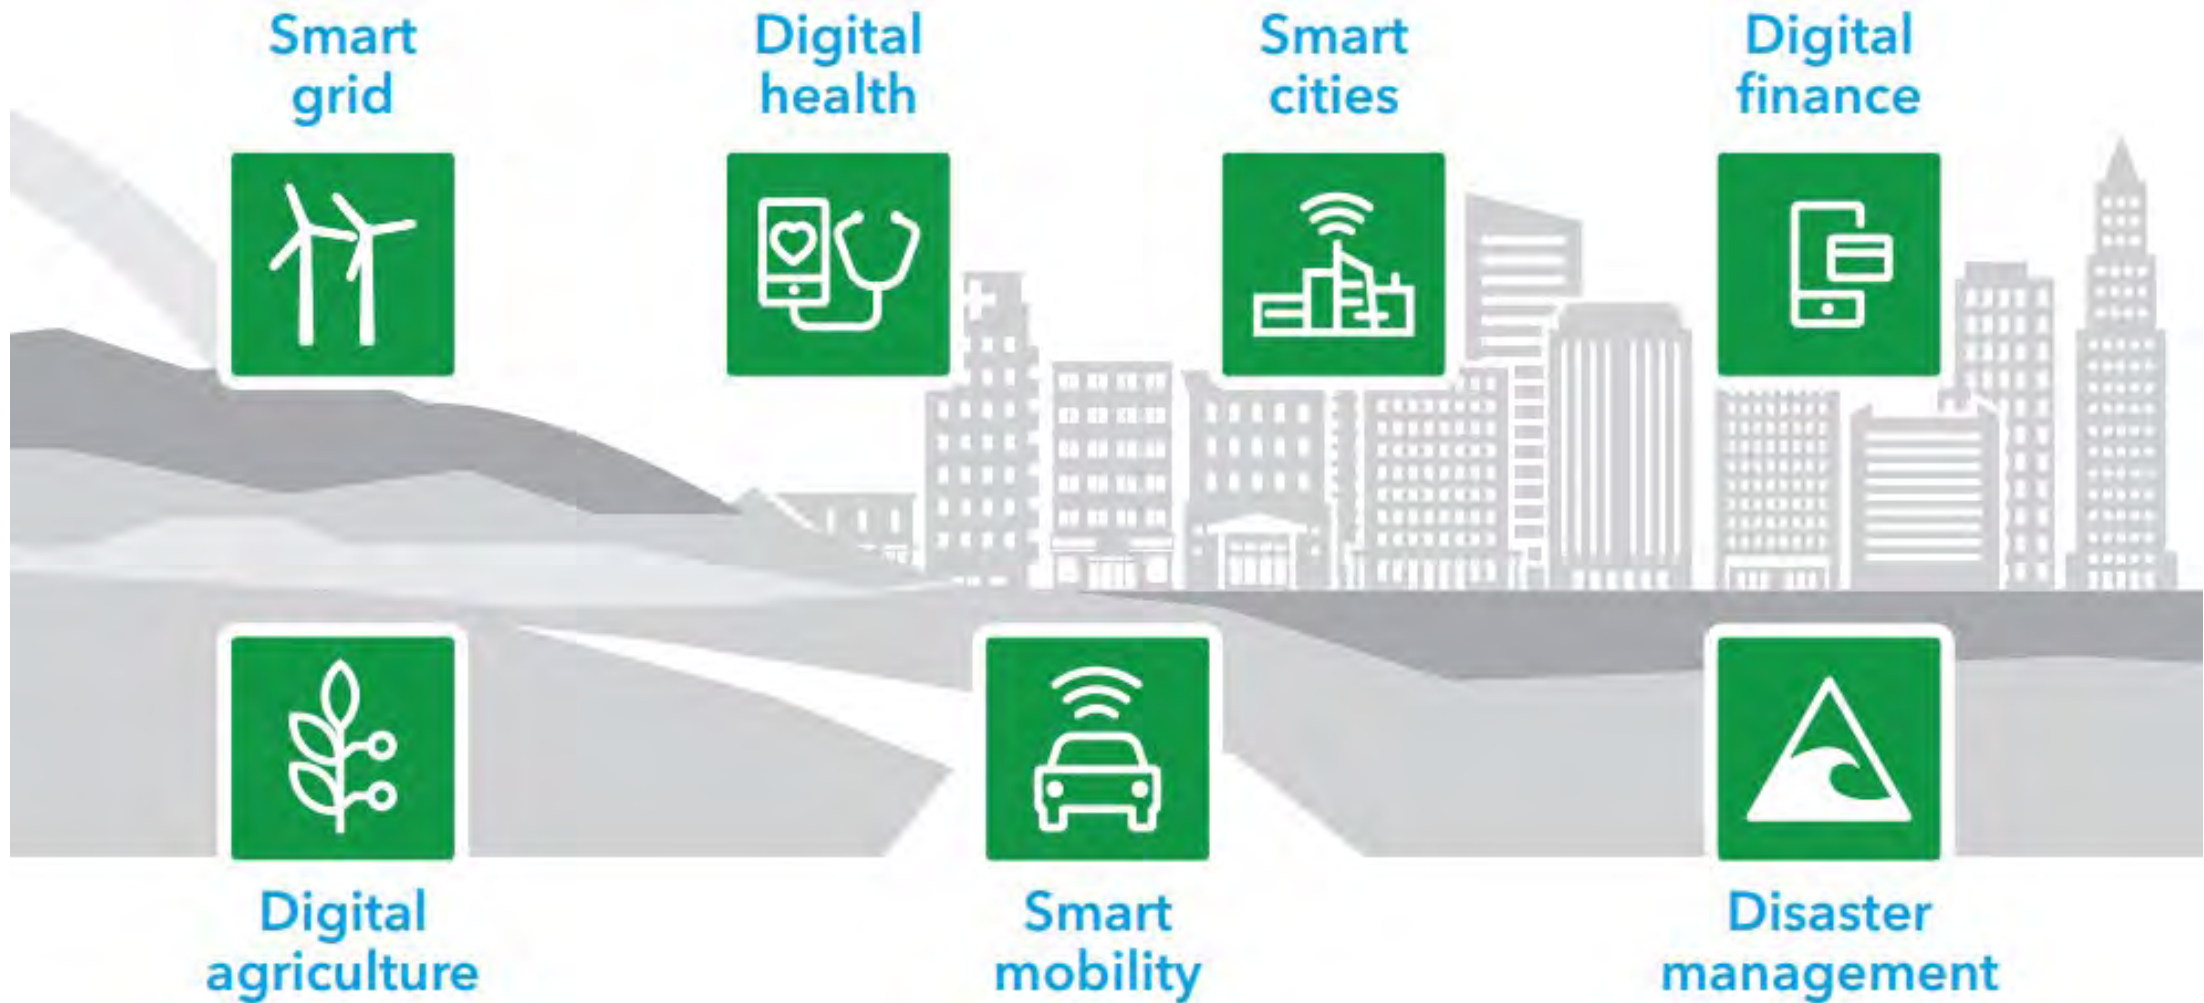 Smart
grid
Digital
health
Smart
cities
Digital
finance
Digital
agriculture
Smart
mobility
Disaster
management